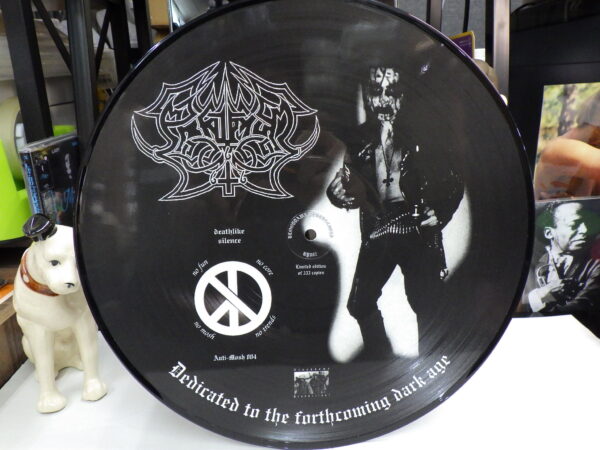 deathlike
silence
no fun
no core
no mosh
no trends
Limited edition
of 333 copies
Anti-Mosh 004
Dedicated to the forthcoming dark age